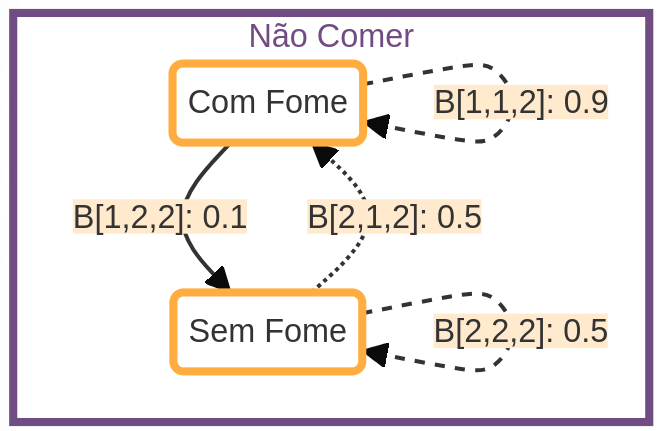 Não Comer
Com Fome
B[1,1,2]: 0.9
B[1,2,2]: 0.1
B[2,1,2]: 0.5
Sem Fome
B[2,2,2]: 0.5